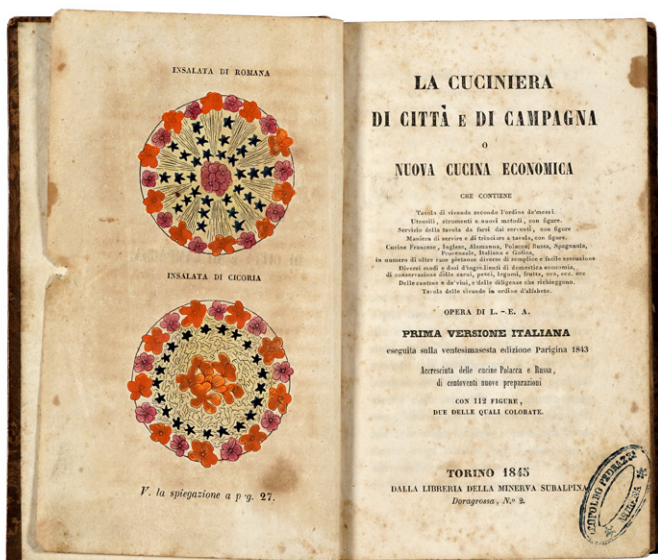 INSALATA DI ROMANA
INSALATA DI CICORIA
V. la spiegazione a p g. 27.
LA CUCINIERA
DI CITTÀ E DI CAMPAGNA
O
NUOVA CUCINA ECONOMICA
CHE CONTIENE
Tavola di vivande secondo l'ordine de'messi.
Utensili, strumenti e nuovi metodi, con figure.
Servizio della tavola da farsi dai serventi, con figure
Maniera di servire e di trinciare a tavola, con figure.
Cucine Francese, Inglese, Alemanna, Polacca, Russa, Spagnuola,
Provenzale, Italiana e Gotica,
in numero di oltre 1200 pietanze diverse di semplice e facile esecuzione
Diversi modi e dosi d'ingredienti di domestica economia,
di conservazione delle carni, pesci, legumi, frutta, uva, ecc. ecc
Delle cantine e de'vini, e delle diligenze che richieggono.
Tavola delle vivande in ordine d'alfabeto.
OPERA DI L.-E. A.
PRIMA VERSIONE ITALIANA
eseguita sulla ventesimasesta edizione Parigina 1843
Accresciuta delle cucine Polacca e Russa,
di centoventi nuove preparazioni
CON 112 FIGURE,
DUE DELLE QUALI COLORATE.
TORINO 1845
DALLA LIBRERIA DELLA MINERVA SUBALPINA
Doragrossa, N.º 2.